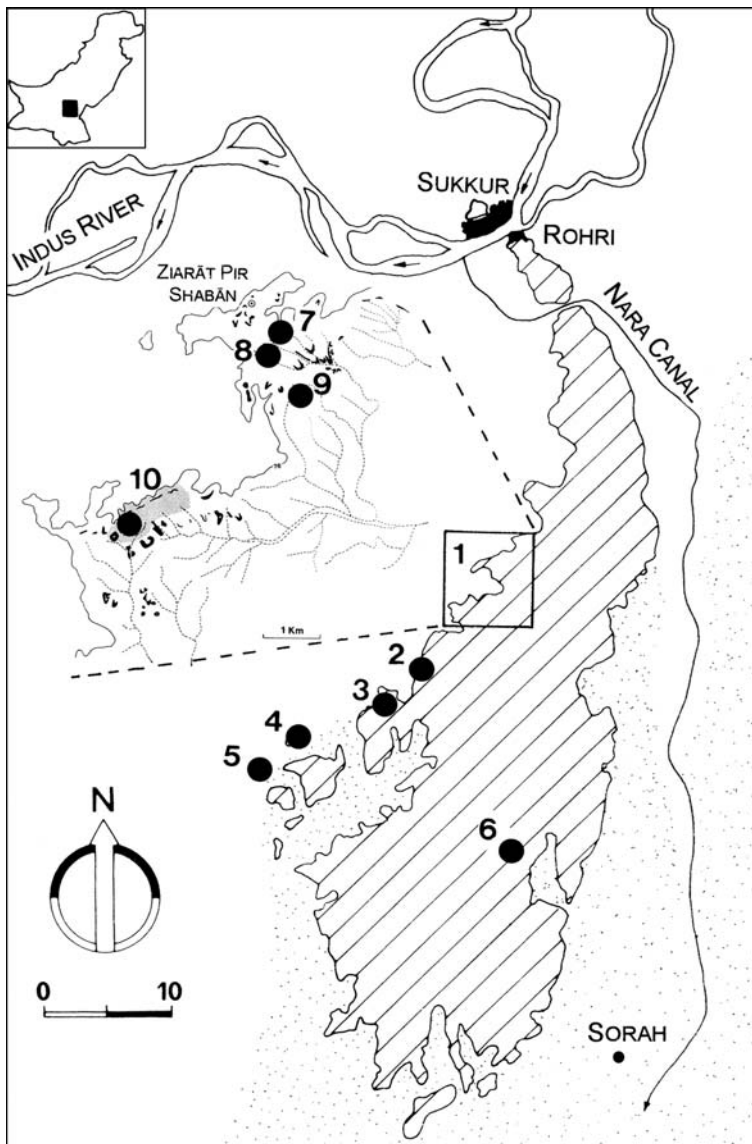 SUKKUR
ROHRI
INDUS RIVER
ZIARĀT PIR
SHABĀN
NARA CANAL
7
8
9
10
1
1 Km
2
3
4
5
6
N
0 10
SORAH